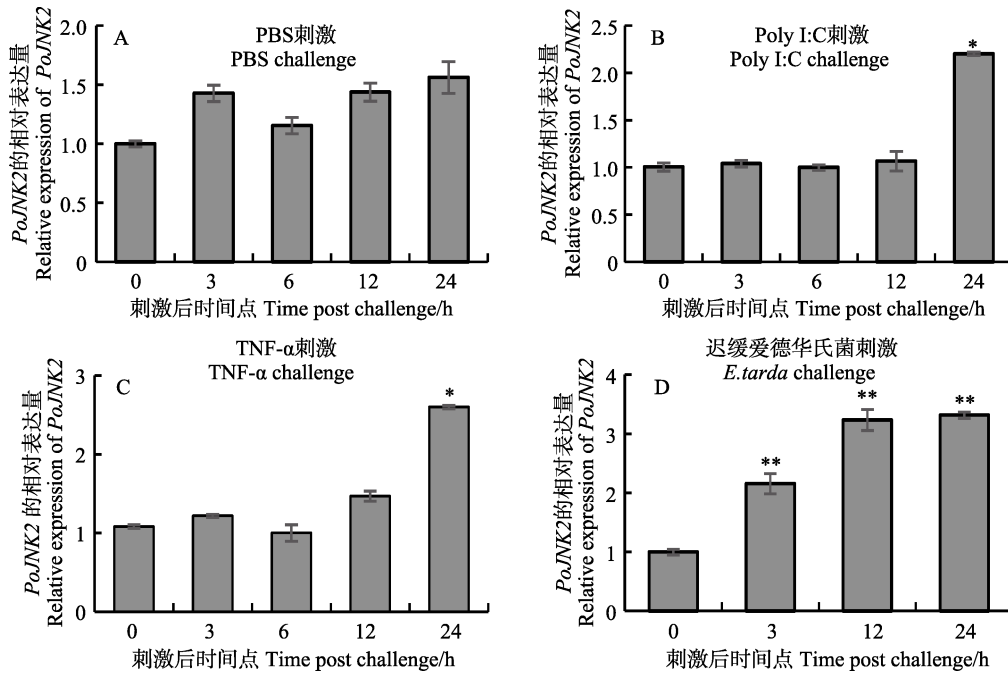 A
PBS刺激
PBS challenge
PoJNK2的相对表达量
Relative expression of PoJNK2
2.0
1.5
1.0
0.5
0
0 3 6 12 24
刺激后时间点 Time post challenge/h
B
Poly I:C刺激
Poly I:C challenge
PoJNK2的相对表达量
Relative expression of PoJNK2
2.5
2.0
1.5
1.0
0.5
0
*
0 3 6 12 24
刺激后时间点 Time post challenge/h
C
TNF-α刺激
TNF-α challenge
PoJNK2 的相对表达量
Relative expression of PoJNK2
3
2
1
0
*
0 3 6 12 24
刺激后时间点 Time post challenge/h
D
迟缓爱德华氏菌刺激
E.tarda challenge
PoJNK2的相对表达量
Relative expression of PoJNK2
4
3
2
1
0
** ** **
0 3 12 24
刺激后时间点 Time post challenge/h